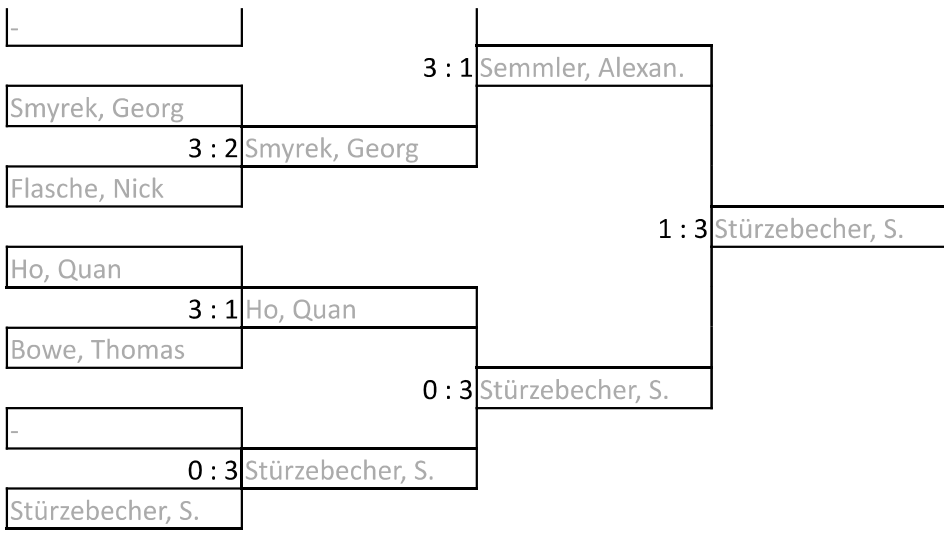 -
3 : 1 Semmler, Alexan.
Smyrek, Georg
3 : 2 Smyrek, Georg
Flasche, Nick
1 : 3 Stürzebecher, S.
Ho, Quan
3 : 1 Ho, Quan
Bowe, Thomas
0 : 3 Stürzebecher, S.
-
0 : 3 Stürzebecher, S.
Stürzebecher, S.